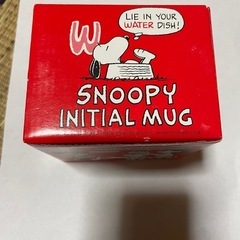 LIE IN YOUR
WATER DISH!
W
SNOOPY
INITIAL MUG